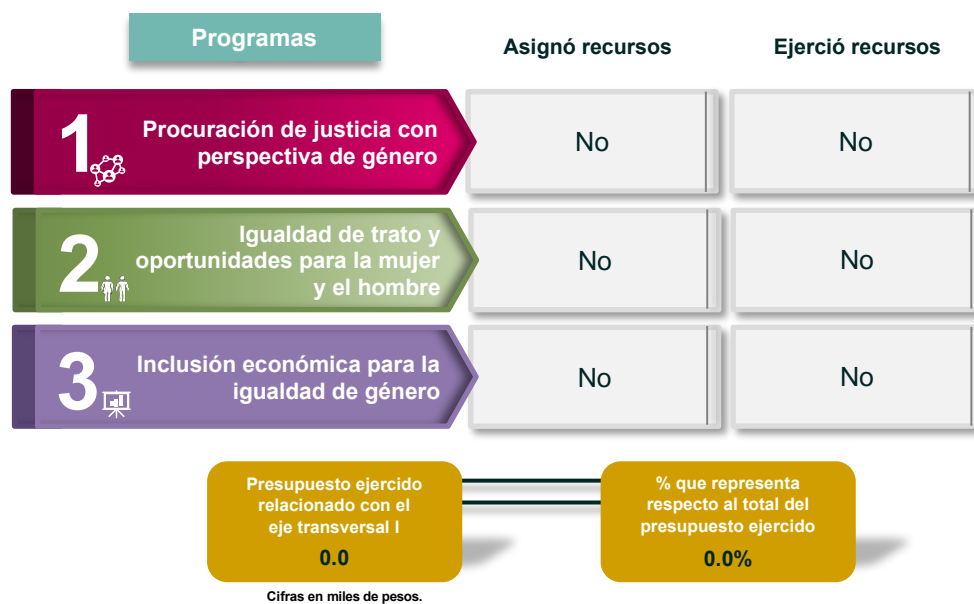 Programas
Asignó recursos
Ejerció recursos
1
Procuración de justicia con
perspectiva de género
No
No
2
Igualdad de trato y
oportunidades para la mujer
y el hombre
No
No
3
Inclusión económica para la
igualdad de género
No
No
Presupuesto ejercido
relacionado con el
eje transversal I
0.0
% que representa
respecto al total del
presupuesto ejercido
0.0%
Cifras en miles de pesos.